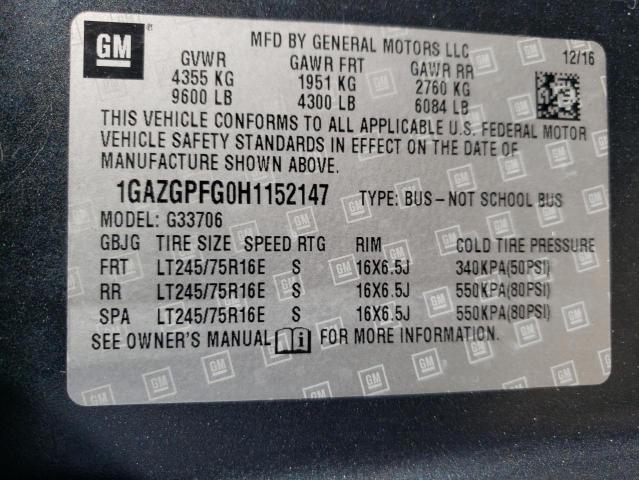 GM
MFD BY GENERAL MOTORS LLC
GVWR GAWR FRT GAWR RR 12/16
4355 KG 1951 KG 2760 KG
9600 LB 4300 LB 6084 LB
THIS VEHICLE CONFORMS TO ALL APPLICABLE U.S. FEDERAL MOTOR
VEHICLE SAFETY STANDARDS IN EFFECT ON THE DATE OF
MANUFACTURE SHOWN ABOVE.
1GAZGPFG0H1152147 TYPE: BUS – NOT SCHOOL BUS
MODEL: G33706
GBJG TIRE SIZE SPEED RTG RIM COLD TIRE PRESSURE
FRT LT245/75R16E S 16X6.5J 340KPA(50PSI)
RR LT245/75R16E S 16X6.5J 550KPA(80PSI)
SPA LT245/75R16E S 16X6.5J 550KPA(80PSI)
SEE OWNER'S MANUAL i FOR MORE INFORMATION.